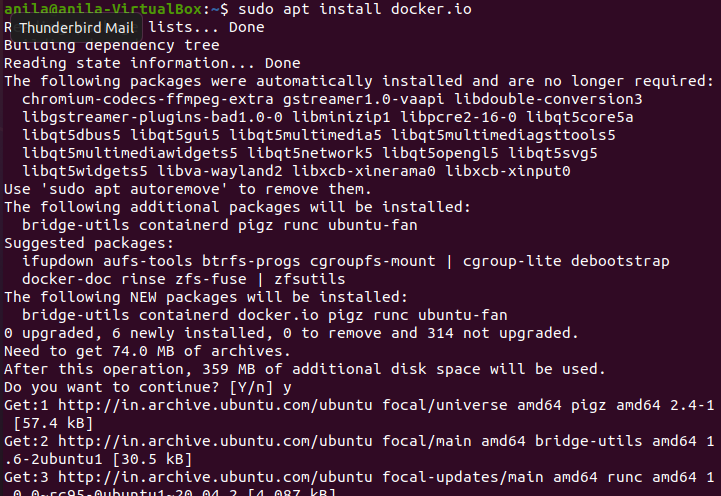 anila@anila-VirtualBox:~$ sudo apt install docker.io
Thunderbird Mail
R lists... Done
Building dependency tree
Reading state information... Done
The following packages were automatically installed and are no longer required:
  chromium-codecs-ffmpeg-extra gstreamer1.0-vaapi libdouble-conversion3
  libgstreamer-plugins-bad1.0-0 libminizip1 libpcre2-16-0 libqt5core5a
  libqt5dbus5 libqt5gui5 libqt5multimedia5 libqt5multimediagsttools5
  libqt5multimediawidgets5 libqt5network5 libqt5opengl5 libqt5svg5
  libqt5widgets5 libva-wayland2 libxcb-xinerama0 libxcb-xinput0
Use 'sudo apt autoremove' to remove them.
The following additional packages will be installed:
  bridge-utils containerd pigz runc ubuntu-fan
Suggested packages:
  ifupdown aufs-tools btrfs-progs cgroupfs-mount | cgroup-lite debootstrap
  docker-doc rinse zfs-fuse | zfsutils
The following NEW packages will be installed:
  bridge-utils containerd docker.io pigz runc ubuntu-fan
0 upgraded, 6 newly installed, 0 to remove and 314 not upgraded.
Need to get 74.0 MB of archives.
After this operation, 359 MB of additional disk space will be used.
Do you want to continue? [Y/n] y
Get:1 http://in.archive.ubuntu.com/ubuntu focal/universe amd64 pigz amd64 2.4-1
 [57.4 kB]
Get:2 http://in.archive.ubuntu.com/ubuntu focal/main amd64 bridge-utils amd64 1
.6-2ubuntu1 [30.5 kB]
Get:3 http://in.archive.ubuntu.com/ubuntu focal-updates/main amd64 runc amd64 1
.0.0~rc95-0ubuntu1~20.04.2 [4,087 kB]